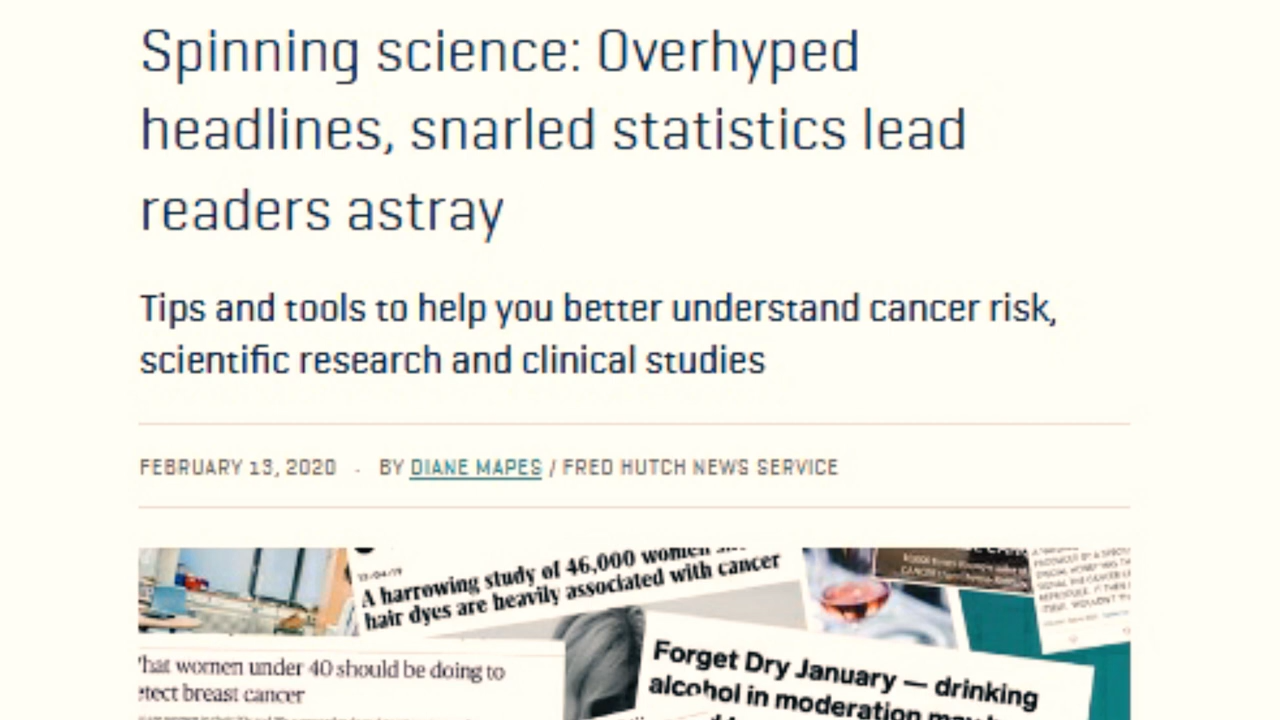 Spinning science: Overhyped
headlines, snarled statistics lead
readers astray
Tips and tools to help you better understand cancer risk,
scientific research and clinical studies
FEBRUARY 13, 2020 · BY DIANE MAPES / FRED HUTCH NEWS SERVICE
A harrowing study of 46,000 women
hair dyes are heavily associated with cancer
hat women under 40 should be doing to
etect breast cancer
Forget Dry January — drinking
alcohol in moderation may